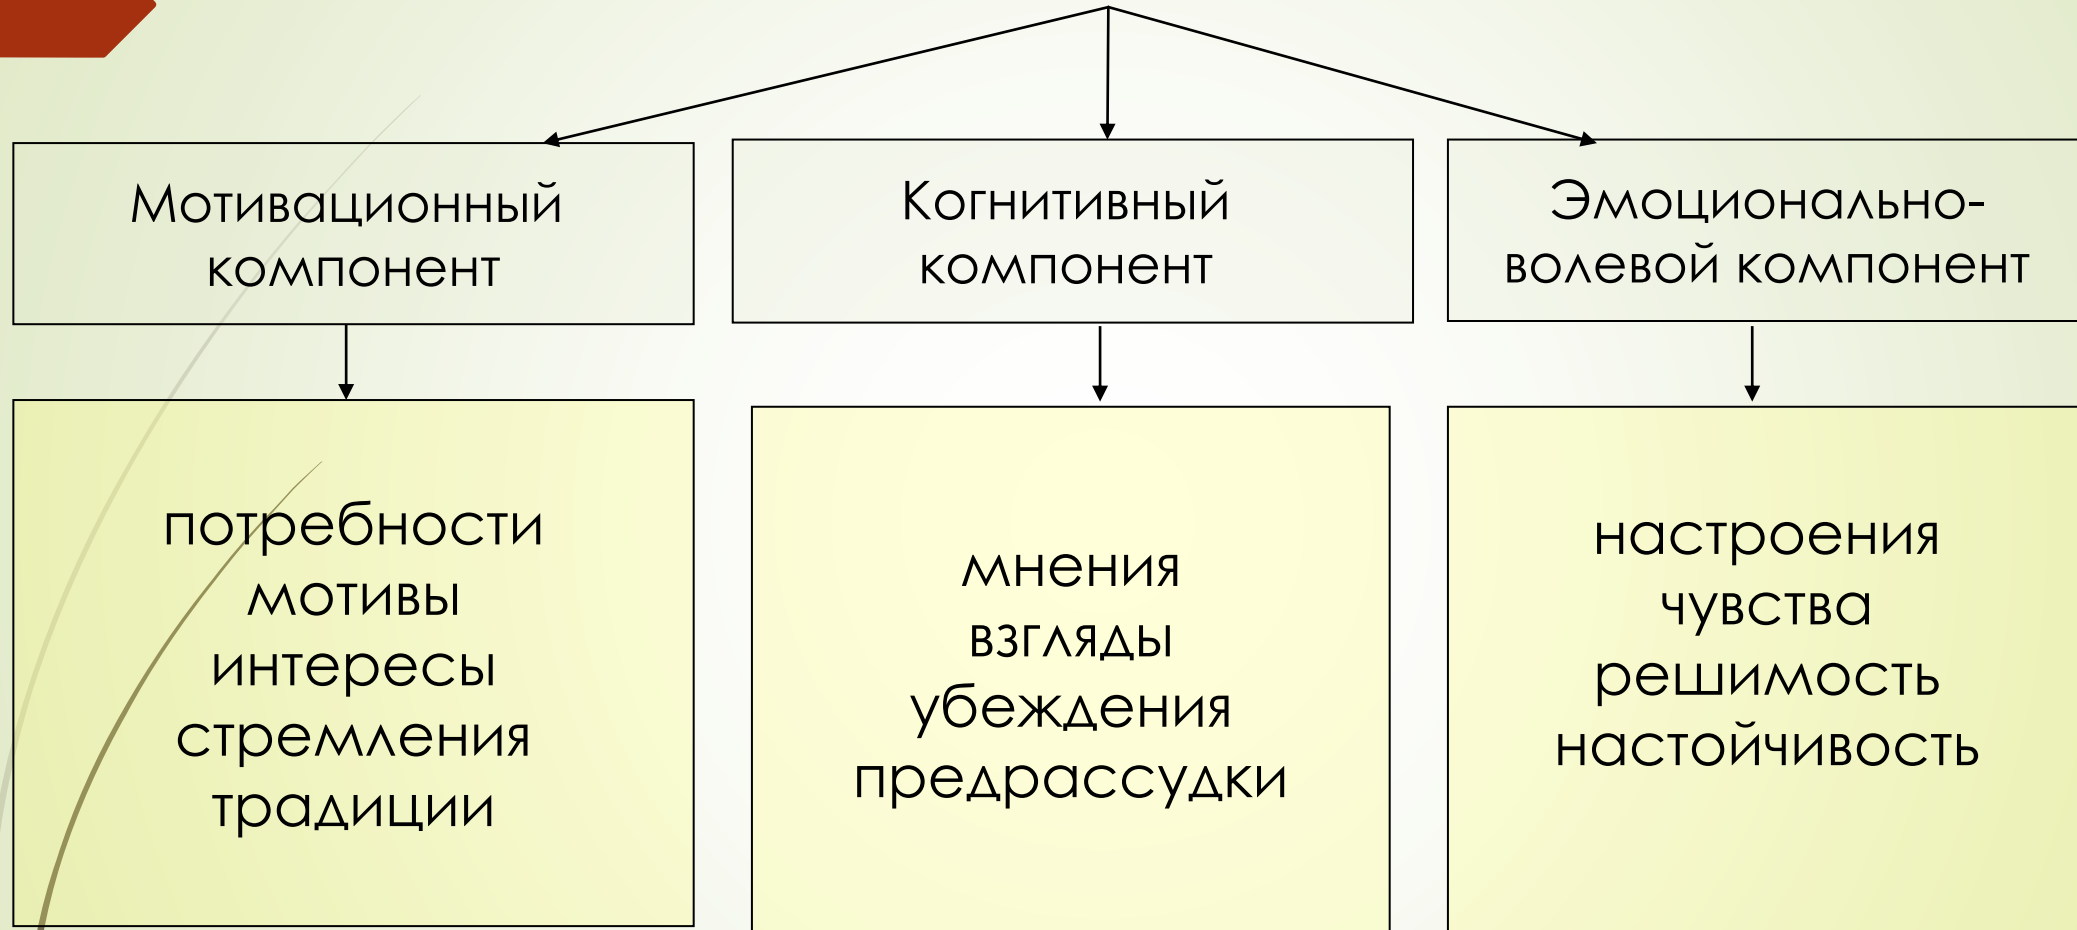 Мотивационный
компонент
Когнитивный
компонент
Эмоционально-
волевой компонент
потребности
мотивы
интересы
стремления
традиции
мнения
взгляды
убеждения
предрассудки
настроения
чувства
решимость
настойчивость